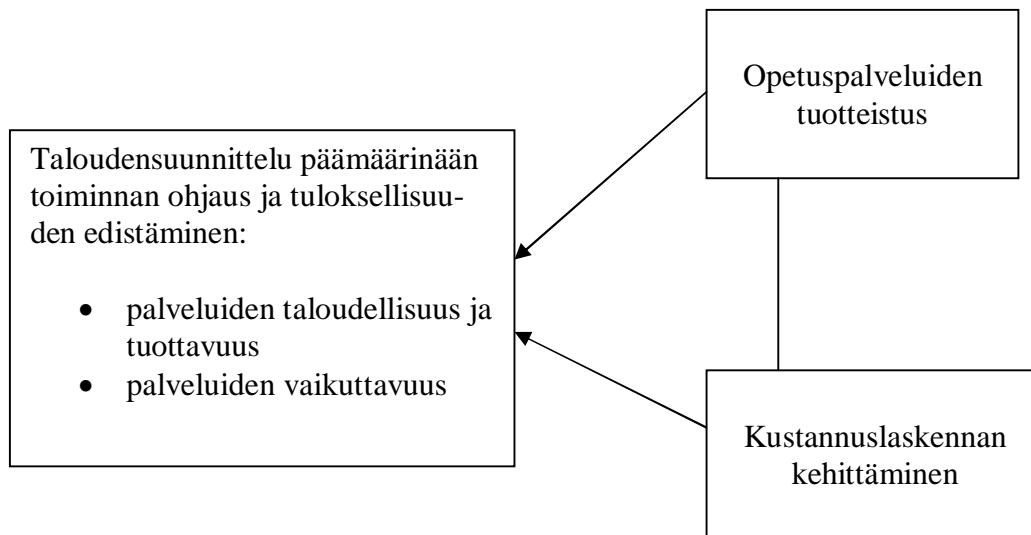 Opetuspalveluiden
tuotteistus
Taloudensuunnittelu päämäärinään
toiminnan ohjaus ja tuloksellisuu-
den edistäminen:
• palveluiden taloudellisuus ja
tuottavuus
• palveluiden vaikuttavuus
Kustannuslaskennan
kehittäminen